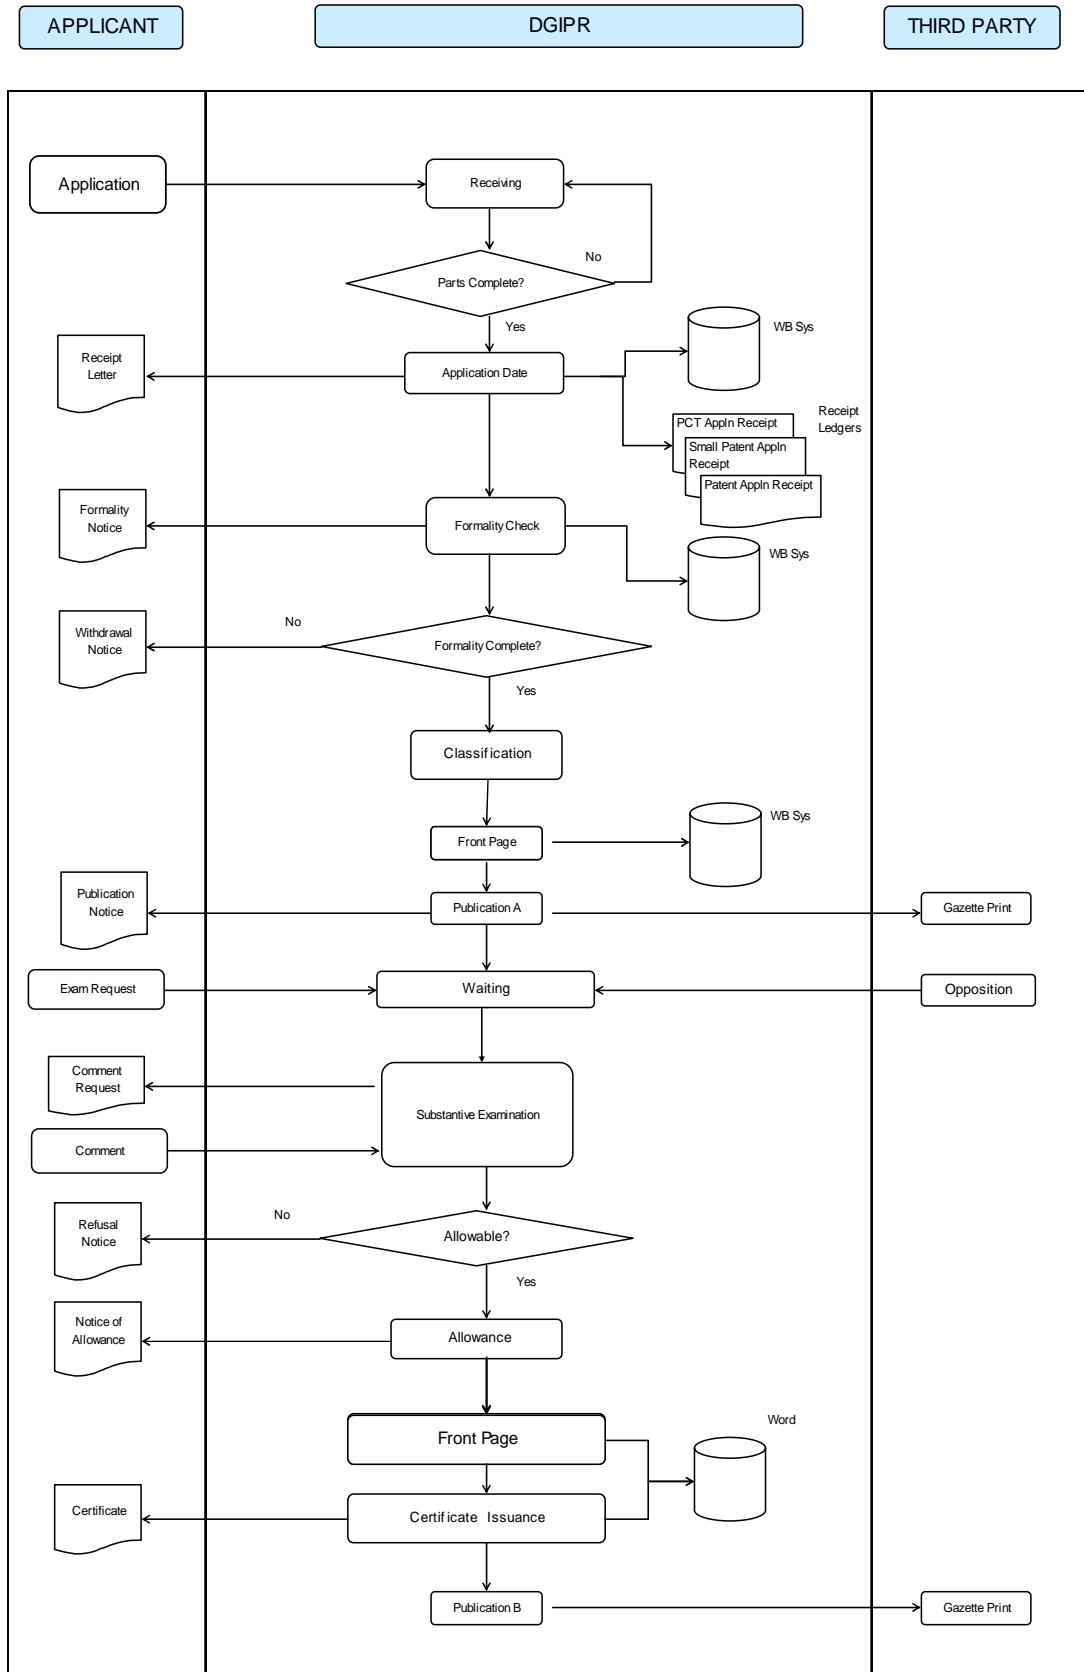 APPLICANT
DGIPR
THIRD PARTY
Application
Receiving
No
Parts Complete?
Yes
WB Sys
Receipt
Letter
Application Date
Receipt
Ledgers
PCT Appln Receipt
Small Patent Appln
Receipt
Patent Appln Receipt
Formality
Notice
Formality Check
WB Sys
Withdrawal
Notice
No
Formality Complete?
Yes
Classification
WB Sys
Front Page
Publication
Notice
Publication A
Gazette Print
Exam Request
Waiting
Opposition
Comment
Request
Substantive Examination
Comment
Refusal
Notice
No
Allowable?
Yes
Notice of
Allowance
Allowance
Word
Front Page
Certificate
Certificate Issuance
Publication B
Gazette Print